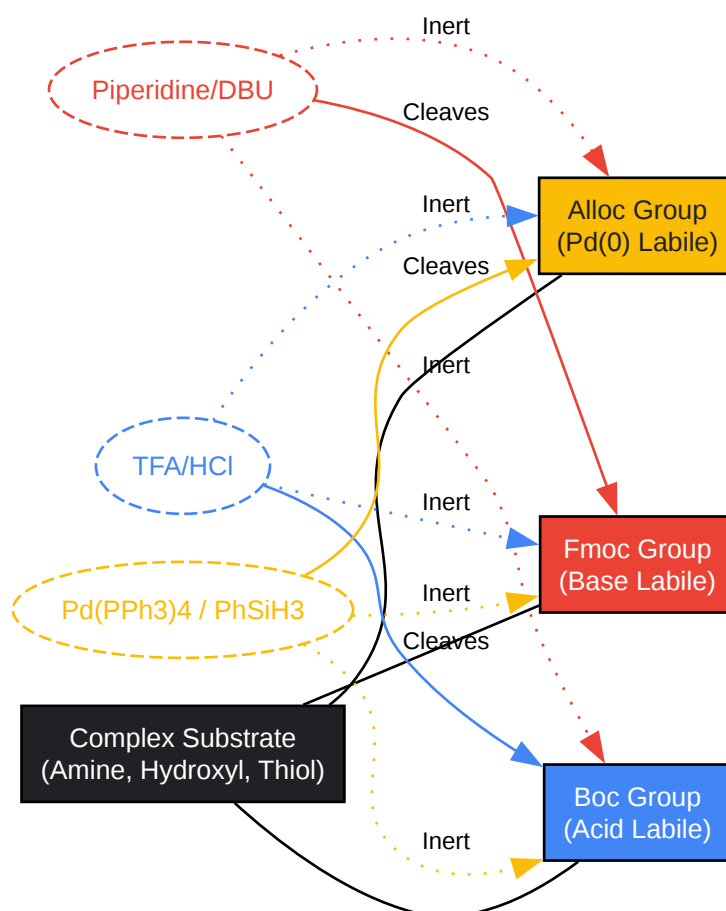 Inert
Piperidine/DBU
Cleaves
Inert
Alloc Group
(Pd(0) Labile)
Cleaves
Inert
TFA/HCl
Inert
Fmoc Group
(Base Labile)
Inert
Pd(PPh3)4 / PhSiH3
Cleaves
Complex Substrate
(Amine, Hydroxyl, Thiol)
Boc Group
(Acid Labile)
Inert